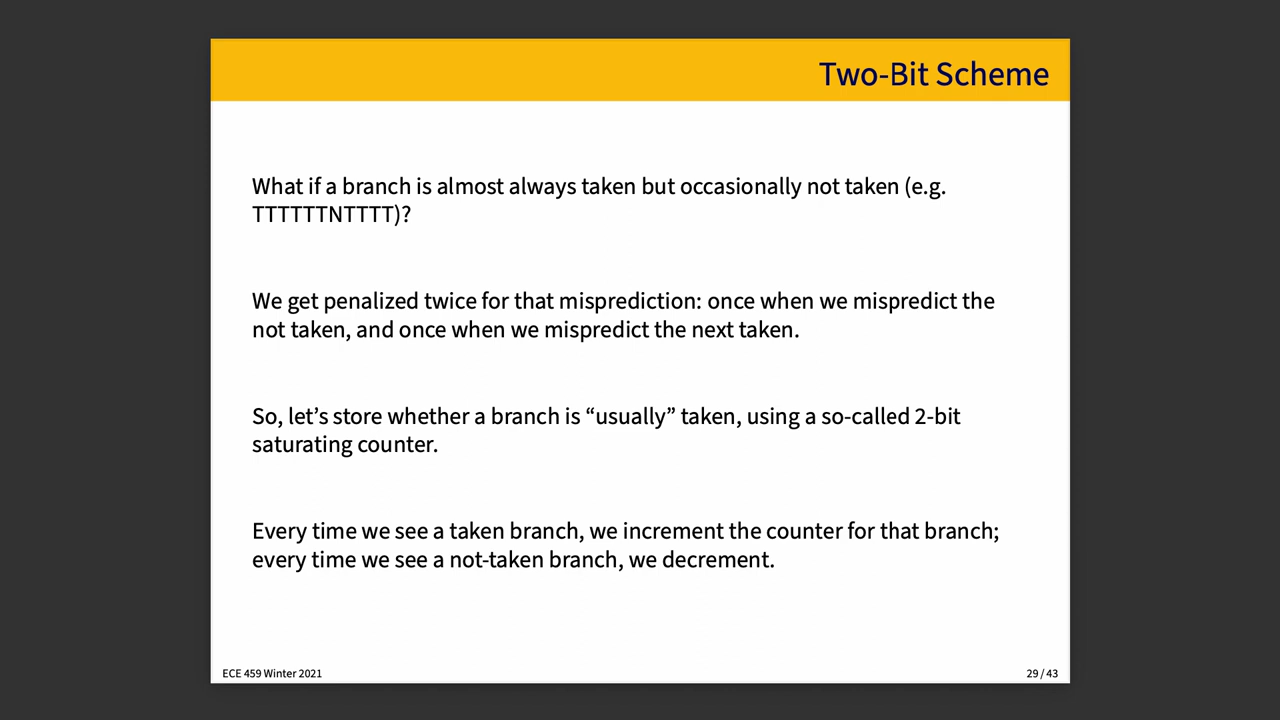 Two-Bit Scheme
What if a branch is almost always taken but occasionally not taken (e.g.
TTTTTTNTTTT)?
We get penalized twice for that misprediction: once when we mispredict the
not taken, and once when we mispredict the next taken.
So, let’s store whether a branch is “usually” taken, using a so-called 2-bit
saturating counter.
Every time we see a taken branch, we increment the counter for that branch;
every time we see a not-taken branch, we decrement.
ECE 459 Winter 2021
29 / 43